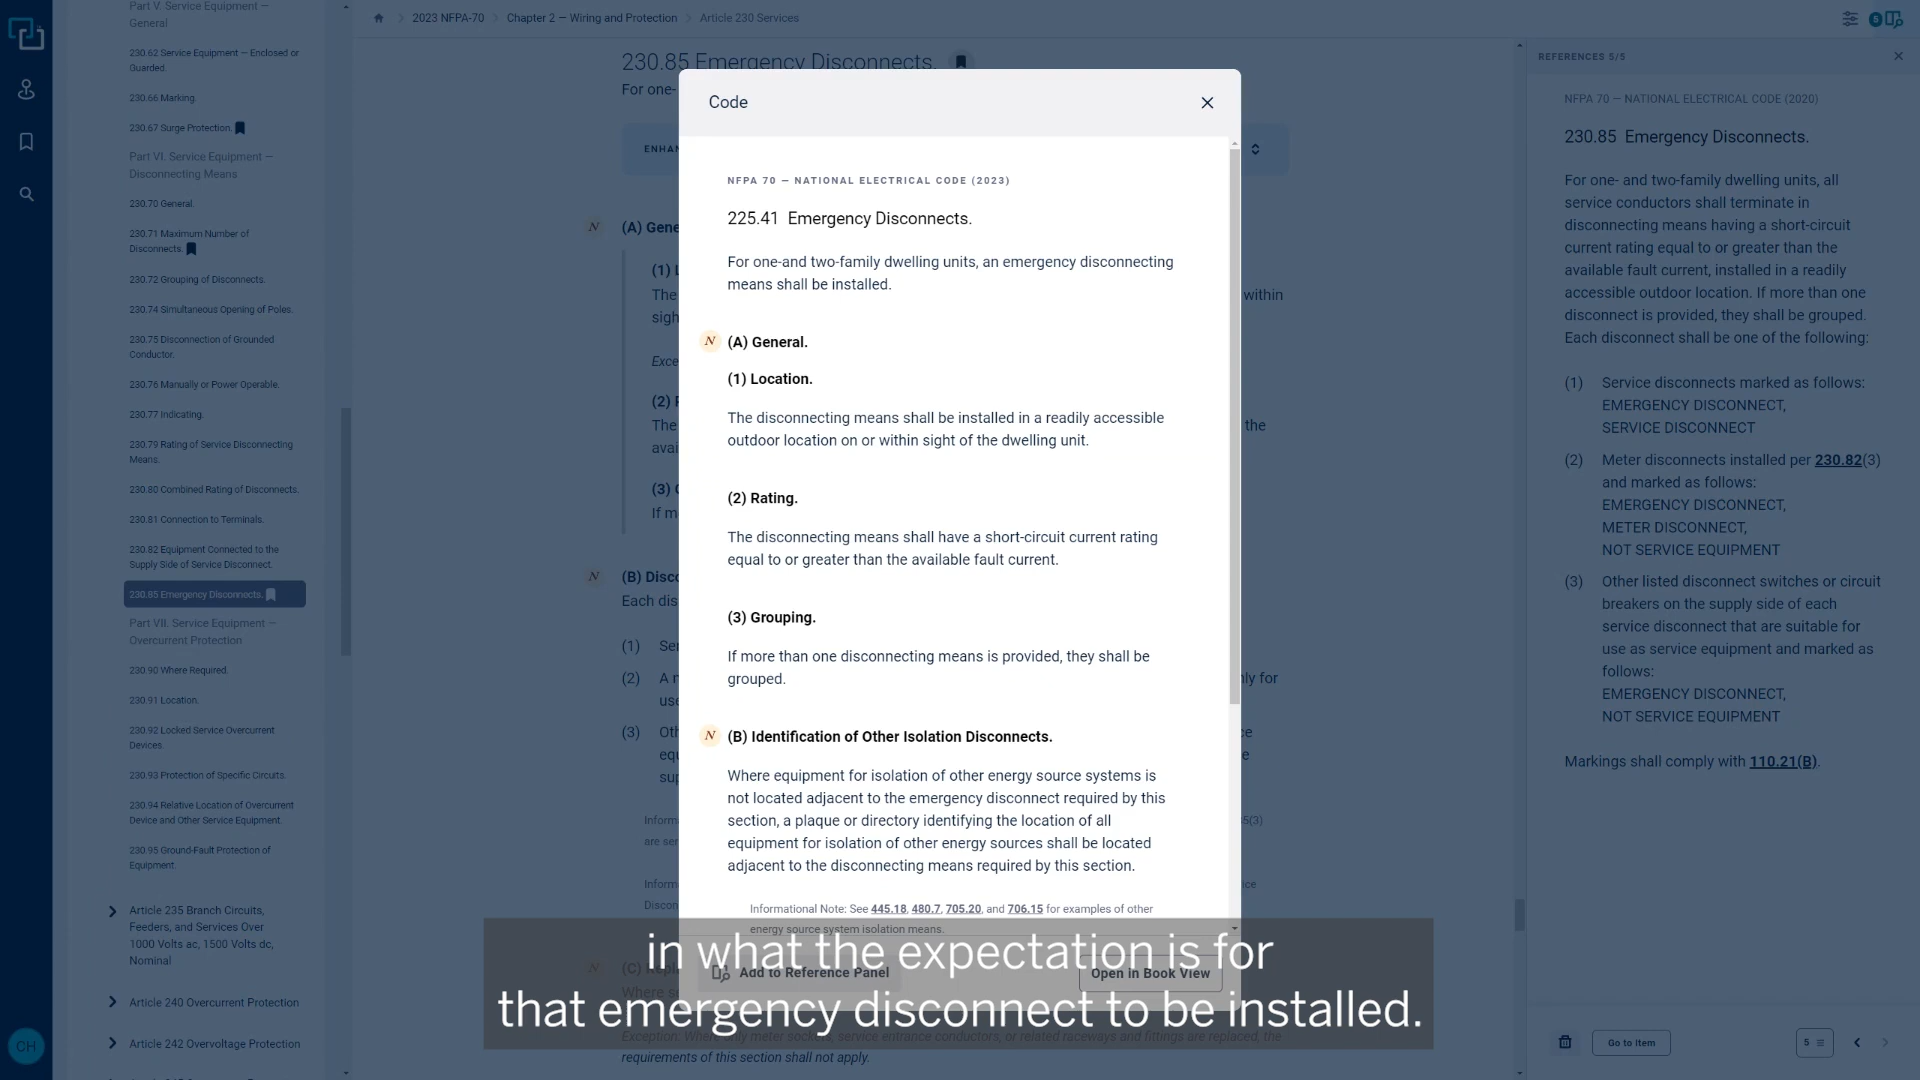 Part V. Service Equipment —
General
230.62 Service Equipment — Enclosed or
Guarded.
230.66 Marking.
230.67 Surge Protection.
Part VI. Service Equipment —
Disconnecting Means
230.70 General.
230.71 Maximum Number of
Disconnects.
230.72 Grouping of Disconnects.
230.74 Simultaneous Opening of Poles.
230.75 Disconnection of Grounded
Conductor.
230.76 Manually or Power Operable.
230.77 Indicating.
230.79 Rating of Service Disconnecting
Means.
230.80 Combined Rating of Disconnects.
230.81 Connection to Terminals.
230.82 Equipment Connected to the
Supply Side of Service Disconnect.
230.85 Emergency Disconnects.
Part VII. Service Equipment —
Overcurrent Protection
230.90 Where Required.
230.91 Location.
230.92 Locked Service Overcurrent
Devices.
230.93 Protection of Specific Circuits.
230.94 Relative Location of Overcurrent
Device and Other Service Equipment.
230.95 Ground-Fault Protection of
Equipment.
Article 235 Branch Circuits,
Feeders, and Services Over
1000 Volts ac, 1500 Volts dc,
Nominal
Article 240 Overcurrent Protection
Article 242 Overvoltage Protection
CH
2023 NFPA-70
Chapter 2 — Wiring and Protection
Article 230 Services
5
230.85 Emergency Disconnects.
For one-
ENHAN
N (A) Gene
(1) L
The within
sigh
Exce
(2) R
The the
avai
(3) G
If m
N (B) Disc
Each dis
(1) Ser
(2) A m nly for
use
(3) Oth ce
equ e
sup
Inform 5(3)
are ser
Inform ice
Discon
N (C) Repl
Where s
Exception: Where only meter sockets, service entrance conductors, or related raceways and fittings are replaced, the
requirements of this section shall not apply.
Code
NFPA 70 — NATIONAL ELECTRICAL CODE (2023)
225.41 Emergency Disconnects.
For one-and two-family dwelling units, an emergency disconnecting
means shall be installed.
N (A) General.
(1) Location.
The disconnecting means shall be installed in a readily accessible
outdoor location on or within sight of the dwelling unit.
(2) Rating.
The disconnecting means shall have a short-circuit current rating
equal to or greater than the available fault current.
(3) Grouping.
If more than one disconnecting means is provided, they shall be
grouped.
N (B) Identification of Other Isolation Disconnects.
Where equipment for isolation of other energy source systems is
not located adjacent to the emergency disconnect required by this
section, a plaque or directory identifying the location of all
equipment for isolation of other energy sources shall be located
adjacent to the disconnecting means required by this section.
Informational Note: See 445.18, 480.7, 705.20, and 706.15 for examples of other
energy source system isolation means.
Add to Reference Panel
Open in Book View
in what the expectation is for
that emergency disconnect to be installed.
REFERENCES 5/5
NFPA 70 — NATIONAL ELECTRICAL CODE (2020)
230.85 Emergency Disconnects.
For one- and two-family dwelling units, all
service conductors shall terminate in
disconnecting means having a short-circuit
current rating equal to or greater than the
available fault current, installed in a readily
accessible outdoor location. If more than one
disconnect is provided, they shall be grouped.
Each disconnect shall be one of the following:
(1) Service disconnects marked as follows:
EMERGENCY DISCONNECT,
SERVICE DISCONNECT
(2) Meter disconnects installed per 230.82(3)
and marked as follows:
EMERGENCY DISCONNECT,
METER DISCONNECT,
NOT SERVICE EQUIPMENT
(3) Other listed disconnect switches or circuit
breakers on the supply side of each
service disconnect that are suitable for
use as service equipment and marked as
follows:
EMERGENCY DISCONNECT,
NOT SERVICE EQUIPMENT
Markings shall comply with 110.21(B).
Go to Item
5